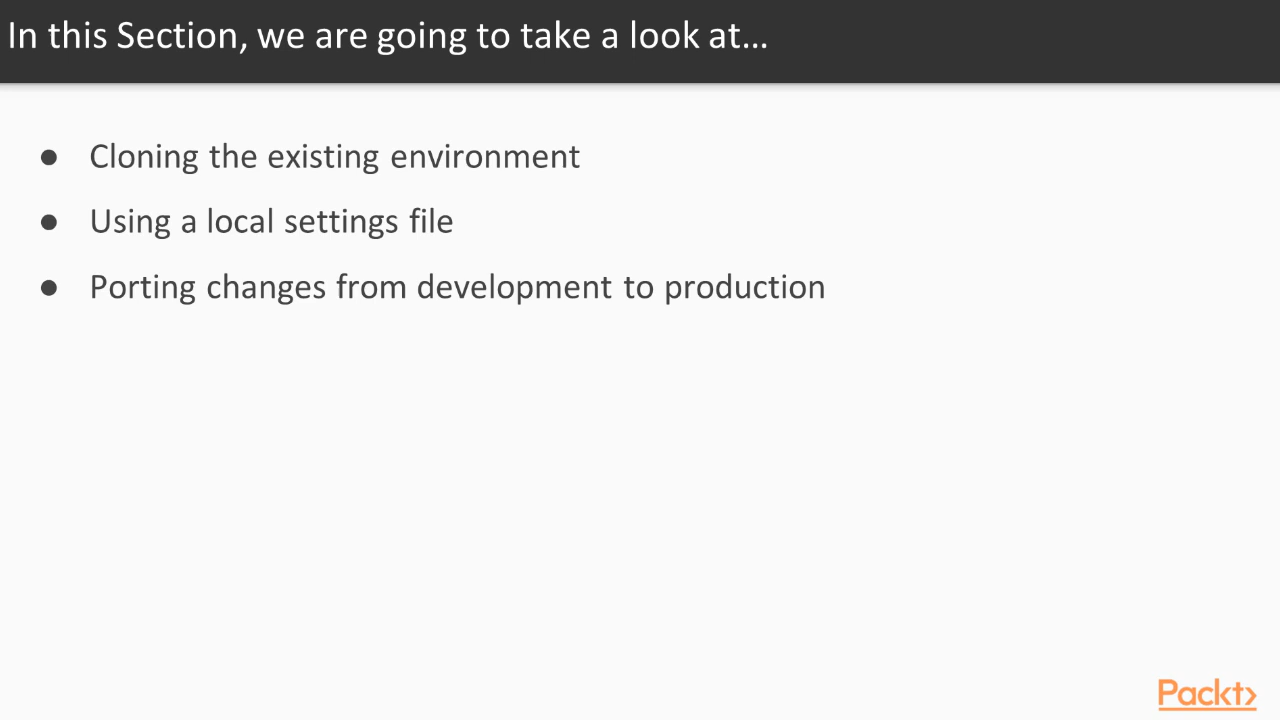 In this Section, we are going to take a look at…
● Cloning the existing environment
● Using a local settings file
● Porting changes from development to production
Packt>